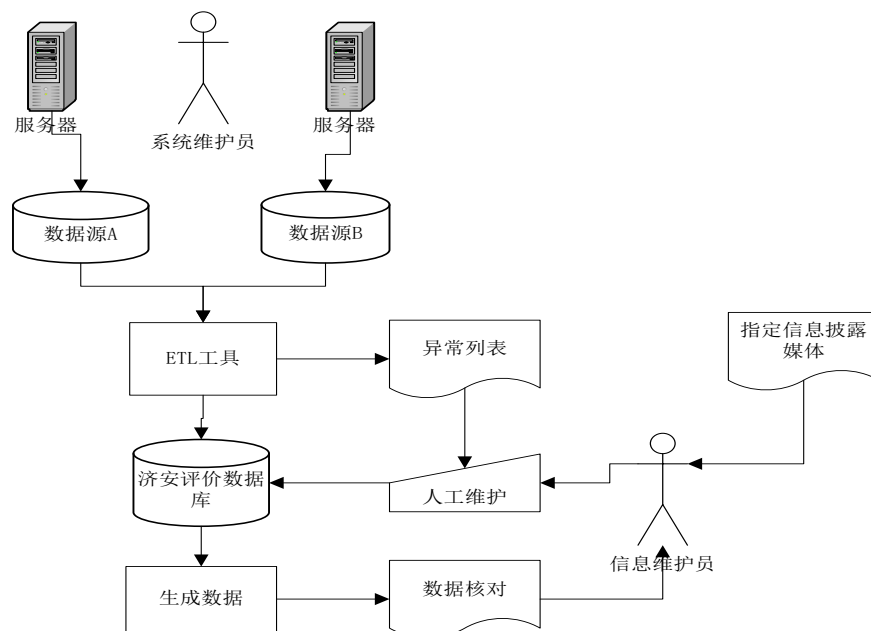 服务器
系统维护员
服务器
数据源A
数据源B
ETL工具
异常列表
指定信息披露
媒体
济安评价数据
库
人工维护
信息维护员
生成数据
数据核对